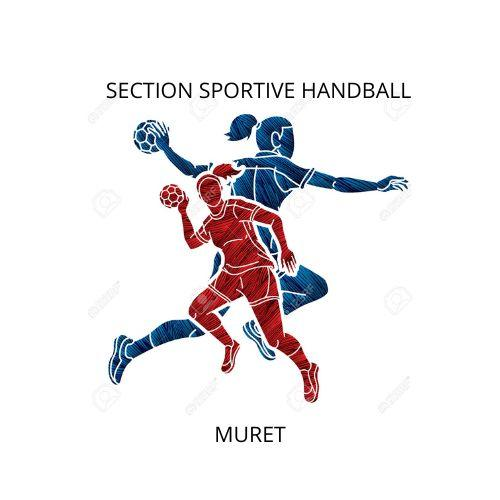 SECTION SPORTIVE HANDBALL
MURET